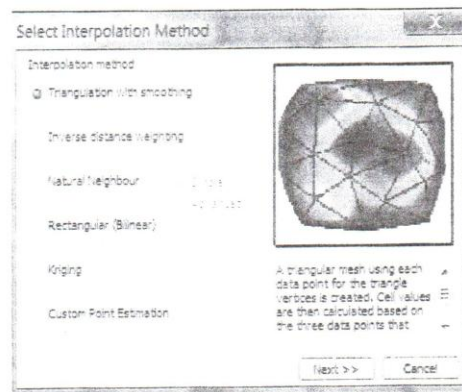 Select Interpolation Method
Interpolation method
Triangulation with smoothing
Inverse distance weighting
Natural Neighbour
Simple
Advanced
Rectangular (Bilinear)
Kriging
Custom Point Estimation
A triangular mesh using each
data point for the triangle
vertices is created. Cell values
are then calculated based on
the three data points that
Next >>
Cancel